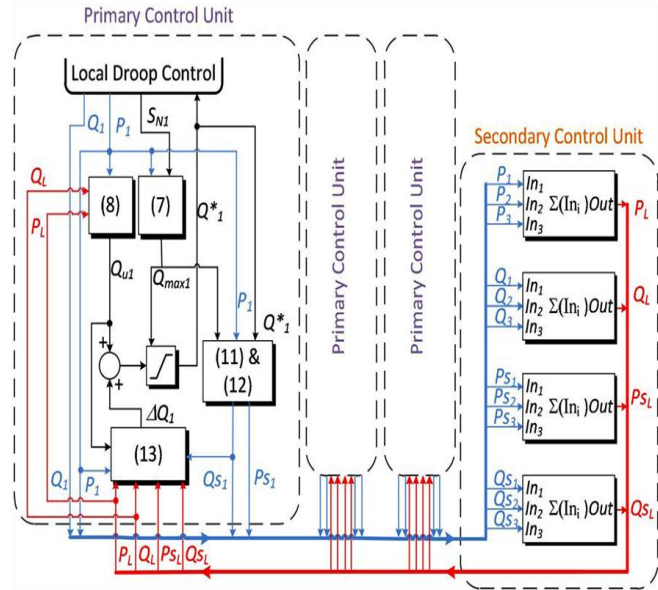 Primary Control Unit
Local Droop Control
Q1
P1
SN1
QL
PL
(8)
(7)
Q*1
Qu1
Qmax1
P1
Q*1
+
+
(11) &
(12)
ΔQ1
(13)
Q1
P1
Qs1
Ps1
PL QL PsL QsL
Primary Control Unit
Primary Control Unit
Secondary Control Unit
P1 In1
P2 In2 Σ(Ini )Out
P3 In3
PL
Q1 In1
Q2 In2 Σ(Ini )Out
Q3 In3
QL
Ps1 In1
Ps2 In2 Σ(Ini )Out
Ps3 In3
PsL
Qs1 In1
Qs2 In2 Σ(Ini )Out
Qs3 In3
QsL